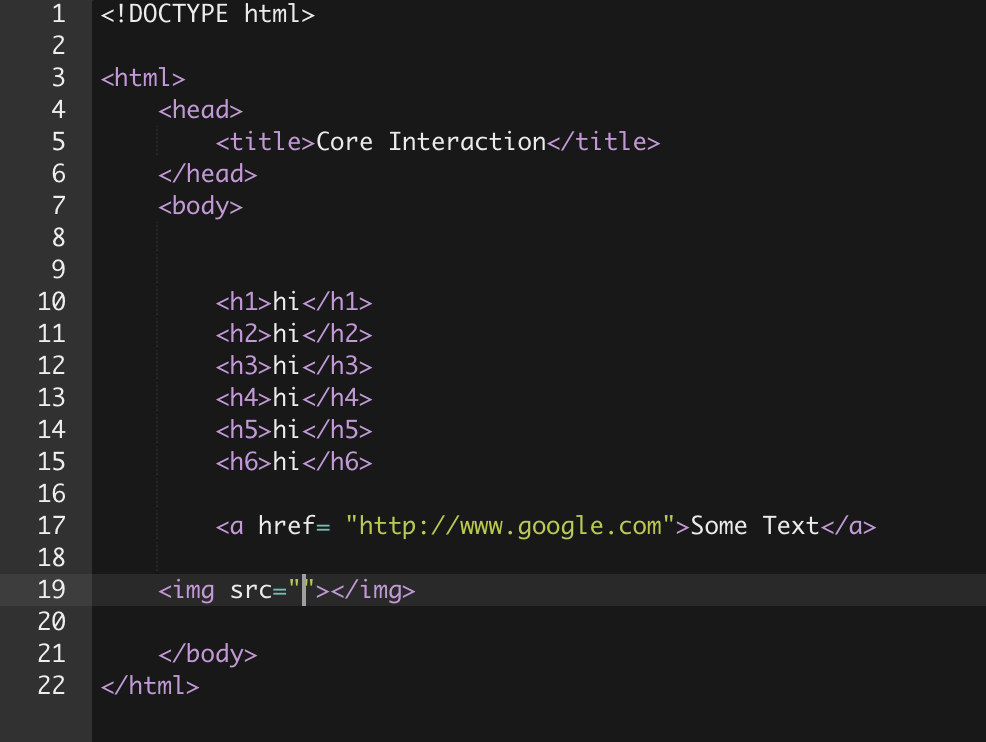 1 <!DOCTYPE html>
2
3 <html>
4     <head>
5         <title>Core Interaction</title>
6     </head>
7     <body>
8
9
10         <h1>hi</h1>
11         <h2>hi</h2>
12         <h3>hi</h3>
13         <h4>hi</h4>
14         <h5>hi</h5>
15         <h6>hi</h6>
16
17         <a href= "http://www.google.com">Some Text</a>
18
19     <img src=""></img>
20
21     </body>
22 </html>